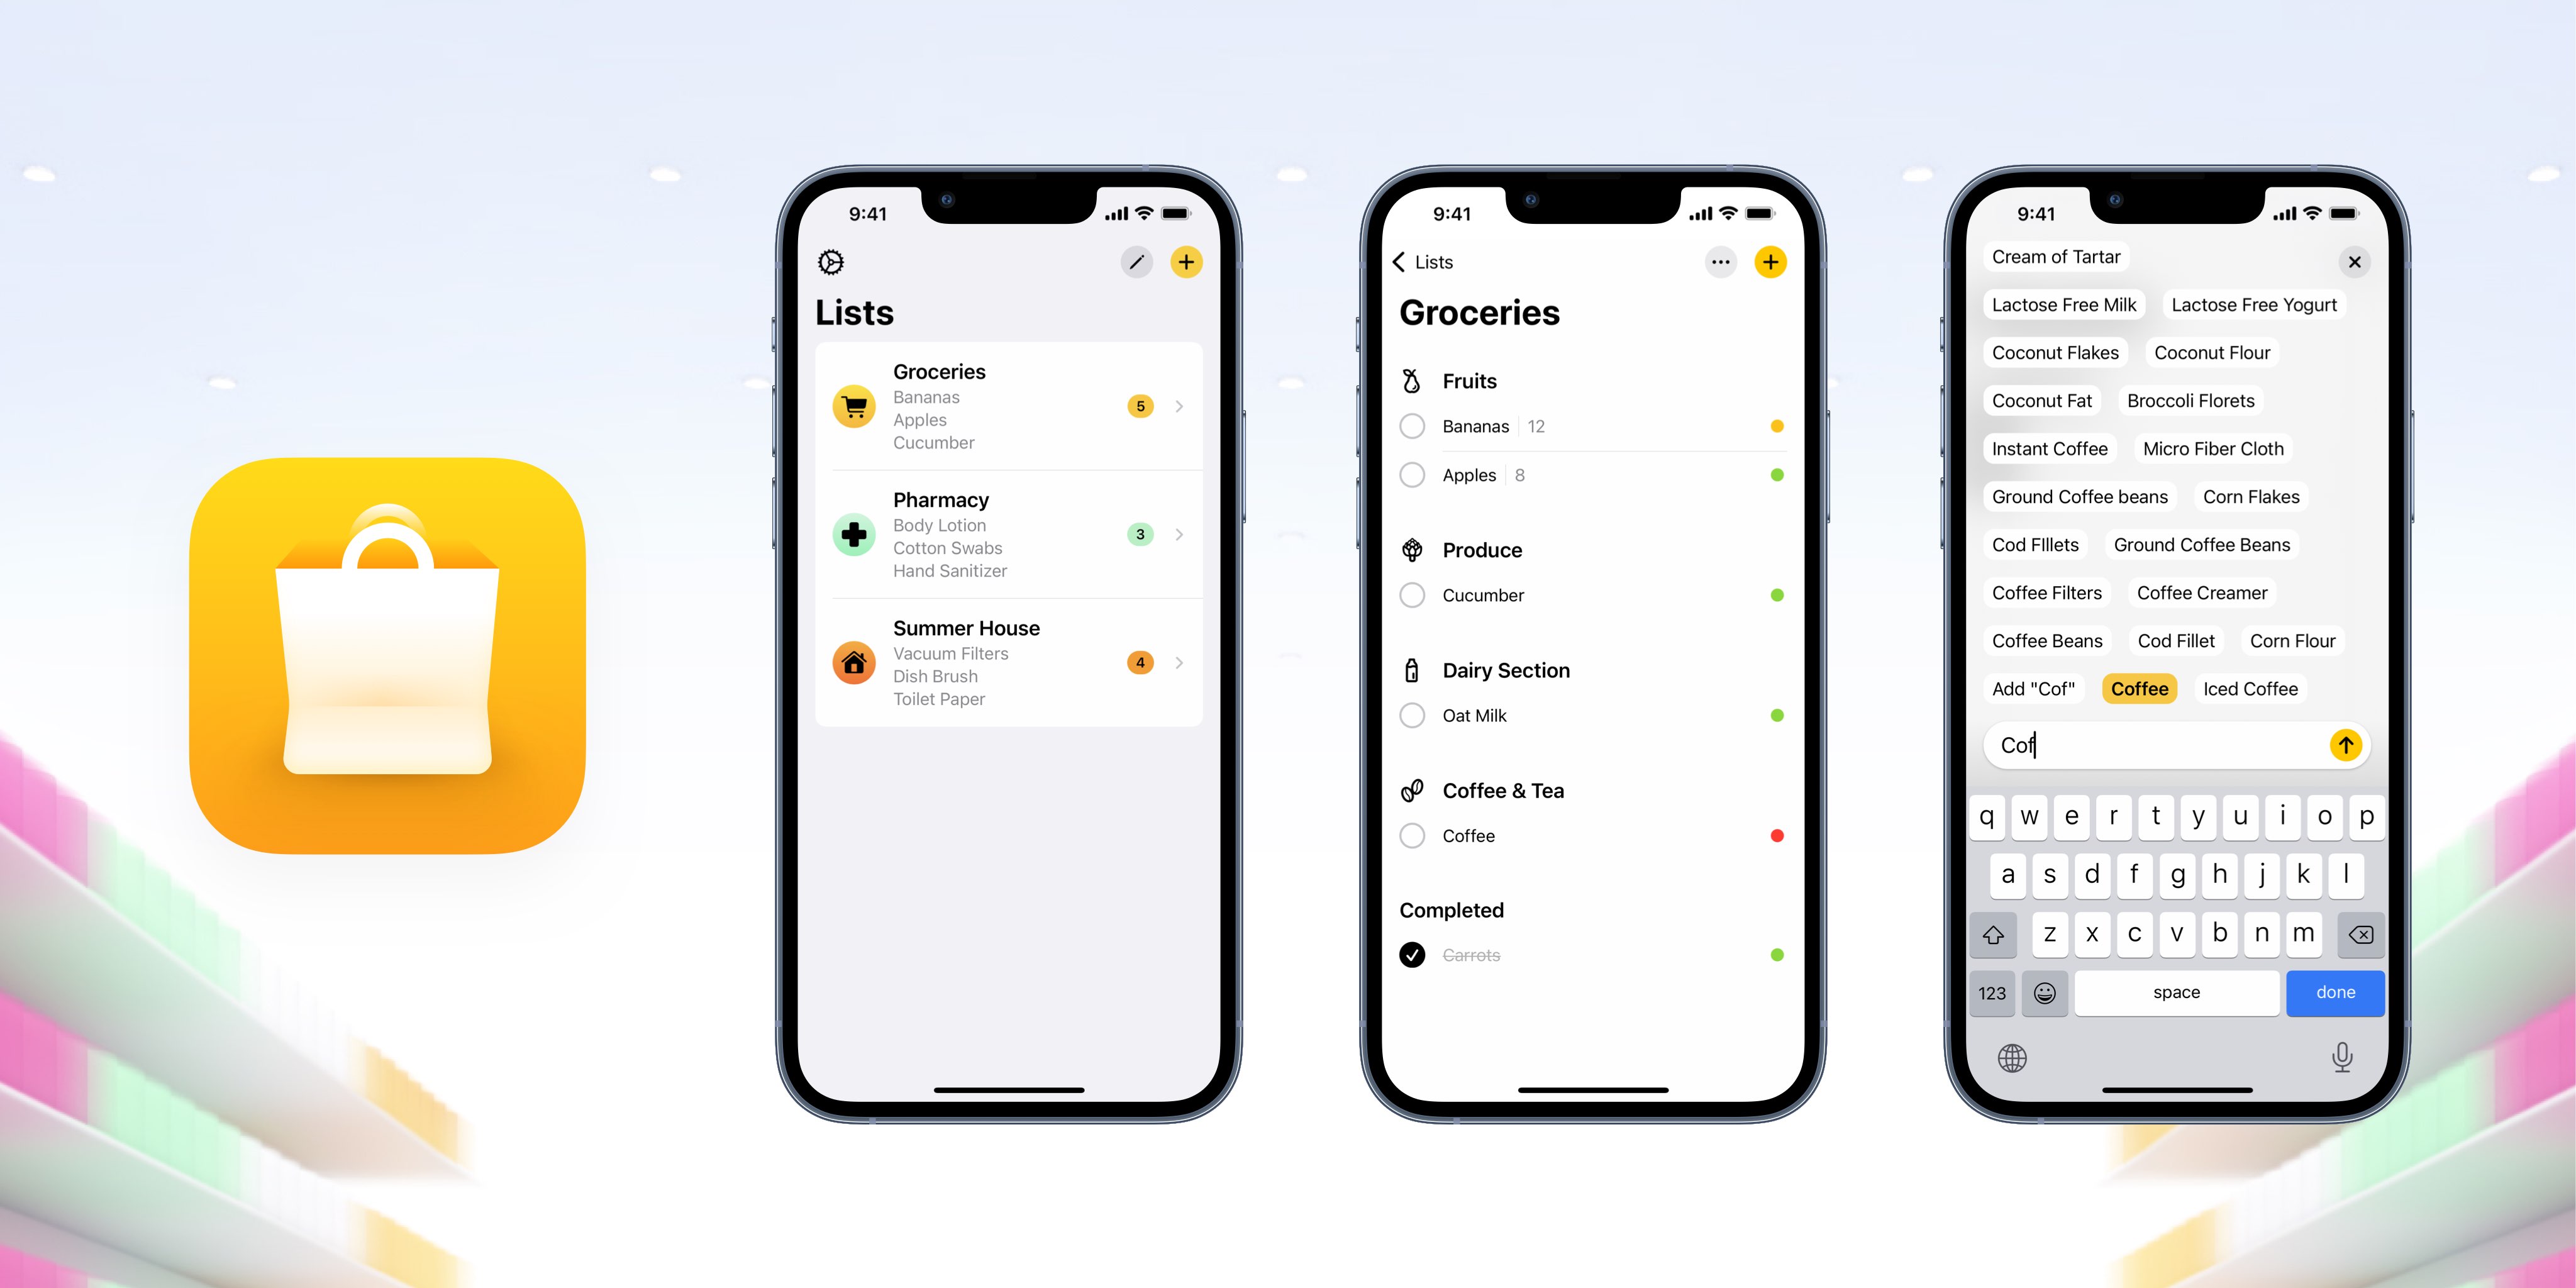 9:41
Lists
Groceries
Bananas
Apples
Cucumber
5
Pharmacy
Body Lotion
Cotton Swabs
Hand Sanitizer
3
Summer House
Vacuum Filters
Dish Brush
Toilet Paper
4
9:41
Lists
Groceries
Fruits
Bananas 12
Apples 8
Produce
Cucumber
Dairy Section
Oat Milk
Coffee & Tea
Coffee
Completed
Carrots
9:41
Cream of Tartar
Lactose Free Milk Lactose Free Yogurt
Coconut Flakes Coconut Flour
Coconut Fat Broccoli Florets
Instant Coffee Micro Fiber Cloth
Ground Coffee beans Corn Flakes
Cod FIllets Ground Coffee Beans
Coffee Filters Coffee Creamer
Coffee Beans Cod Fillet Corn Flour
Add "Cof" Coffee Iced Coffee
Cof
q w e r t y u i o p
a s d f g h j k l
z x c v b n m
123 space done